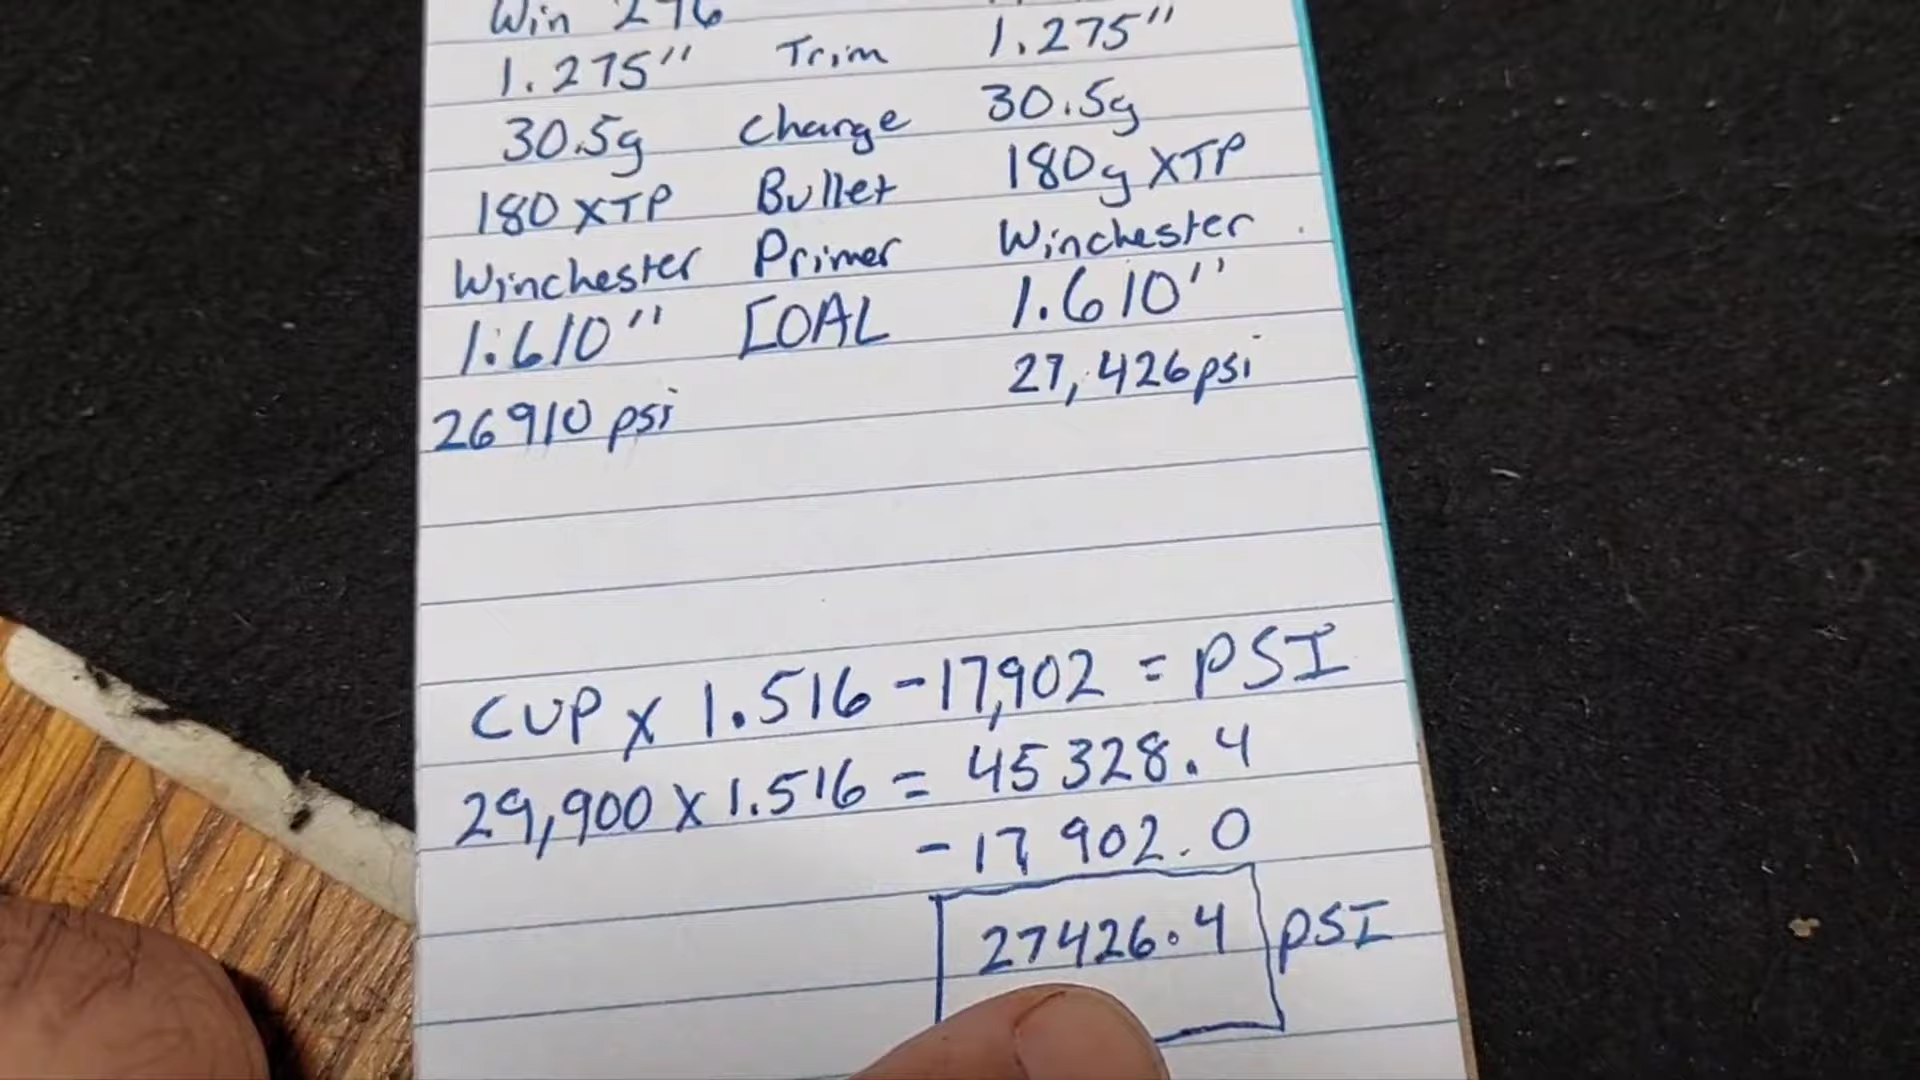 Win 296
1.275" Trim 1.275"
30.5g Charge 30.5g
180 XTP Bullet 180g XTP
Winchester Primer Winchester
1.610" COAL 1.610"
26910 psi 27,426psi
CUP x 1.516 - 17,902 = PSI
29,900 x 1.516 = 45328.4
- 17902.0
27426.4 PSI